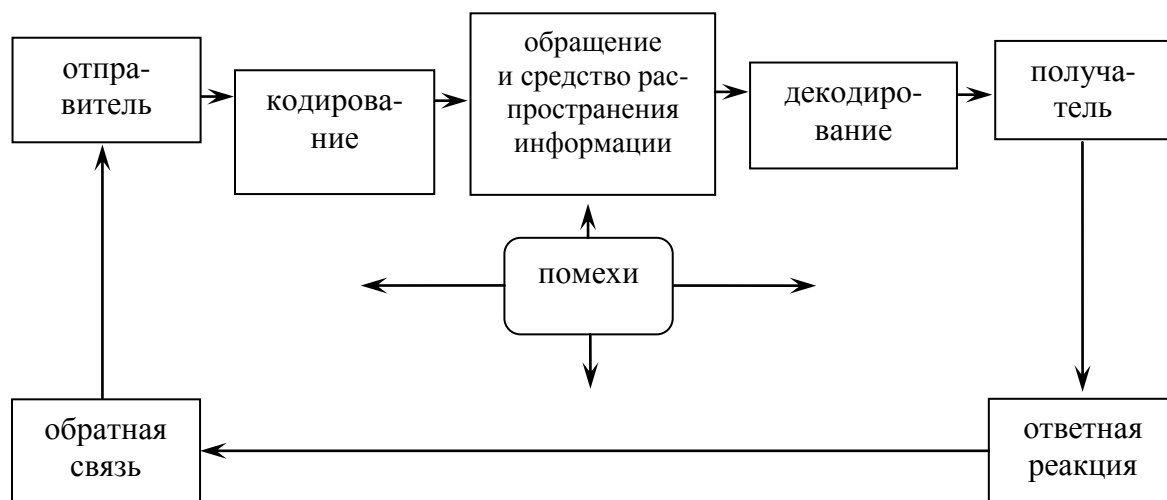 отпра-
витель
кодирова-
ние
обращение
и средство рас-
пространения
информации
декодиро-
вание
получа-
тель
помехи
обратная
связь
ответная
реакция